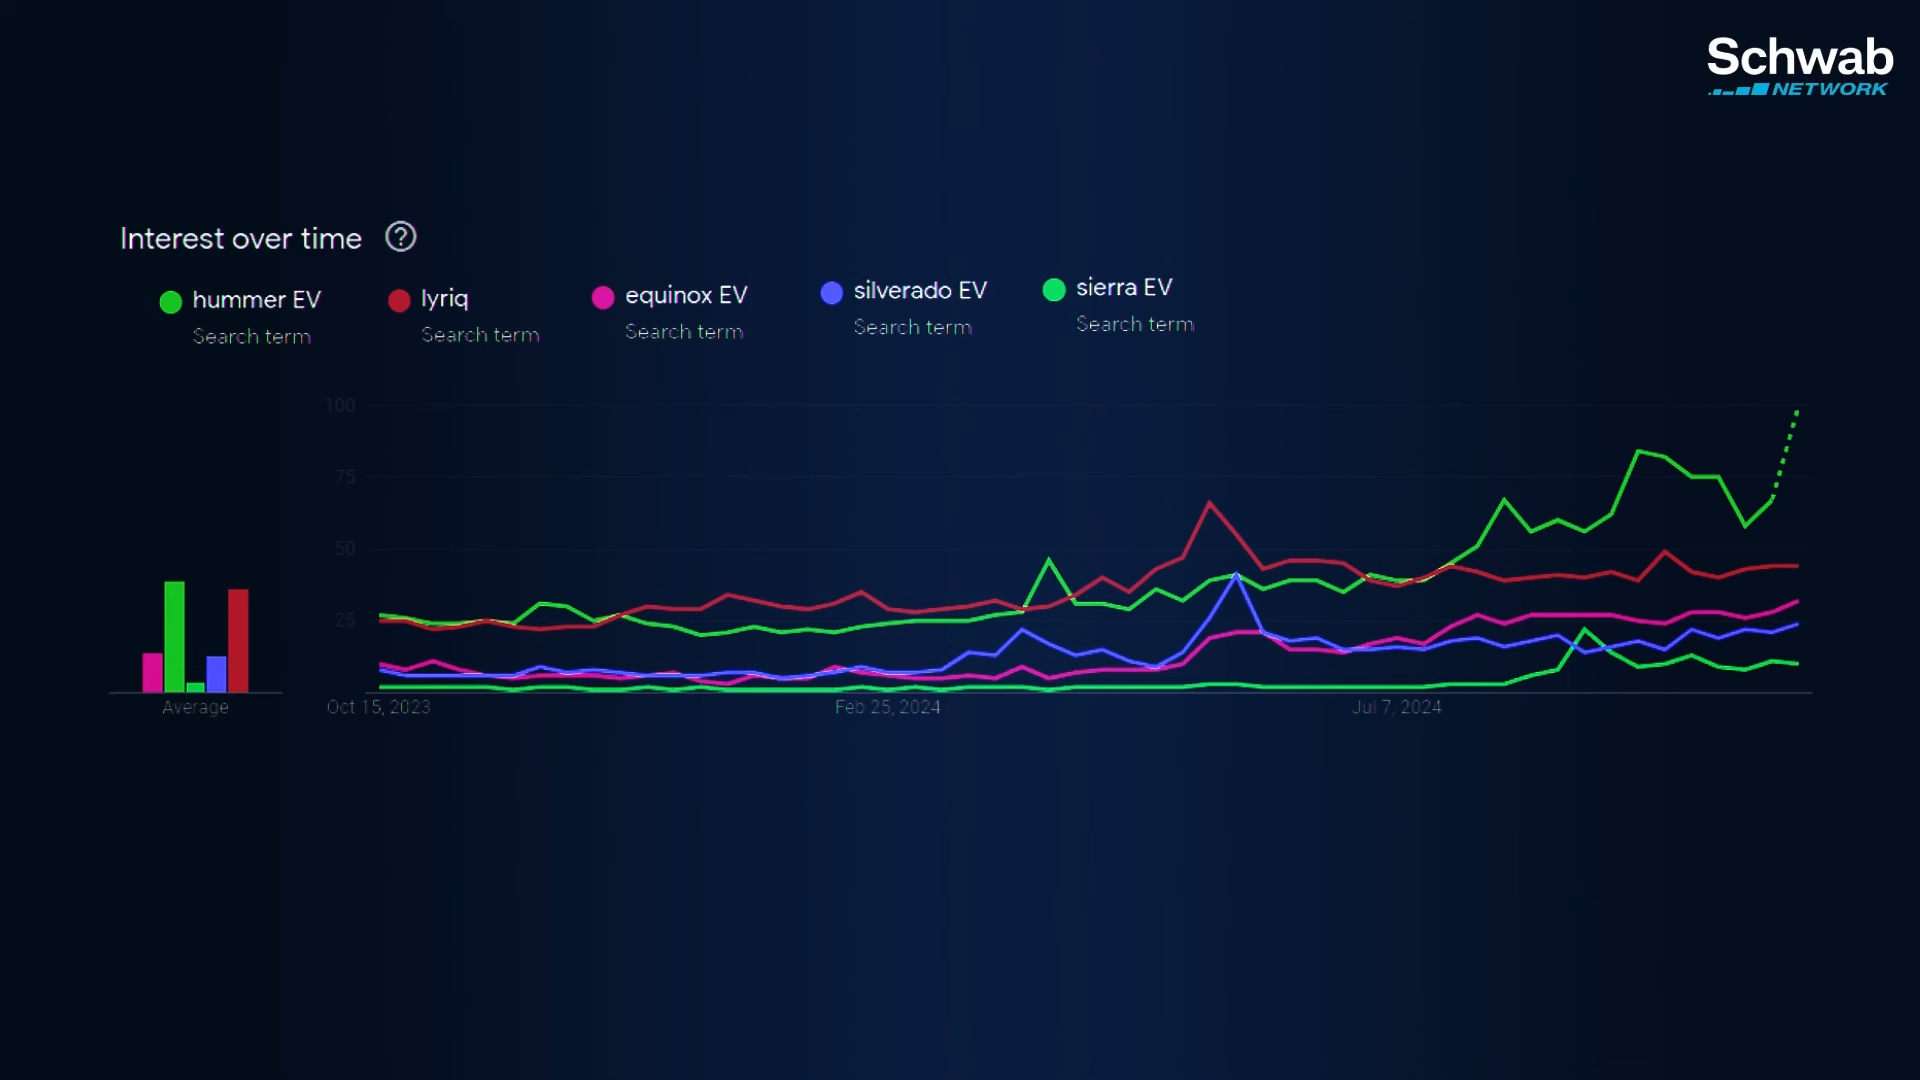 Schwab
NETWORK
Interest over time ?
hummer EV
Search term
lyriq
Search term
equinox EV
Search term
silverado EV
Search term
sierra EV
Search term
100
75
50
25
Average
Oct 15, 2023
Feb 25, 2024
Jul 7, 2024